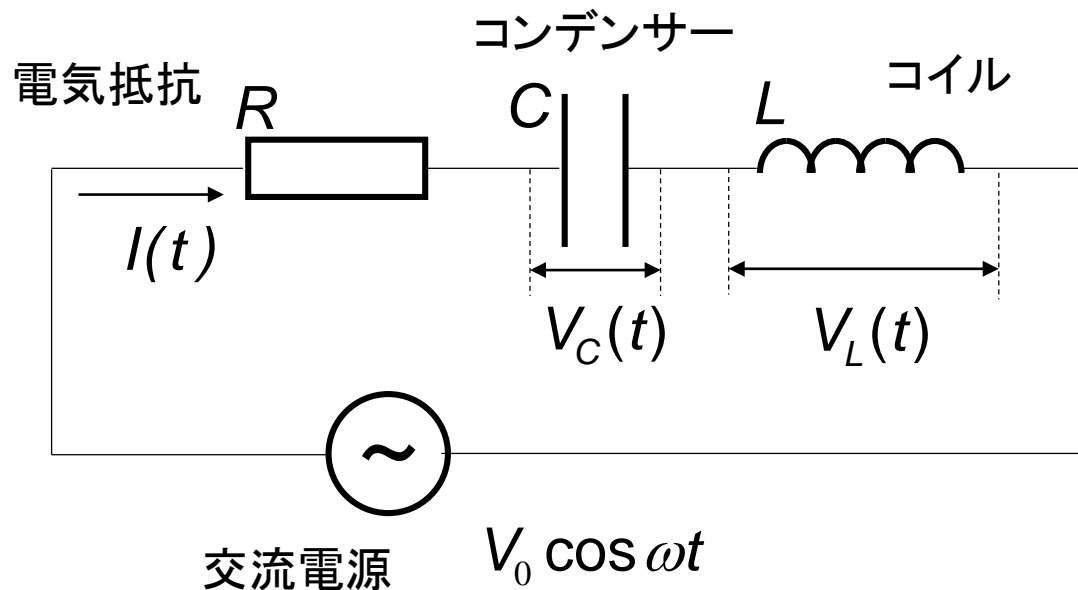 コンデンサー
電気抵抗
コイル
R
C
L
I(t)
V_C(t)
V_L(t)
~
交流電源
V_0 cos ωt